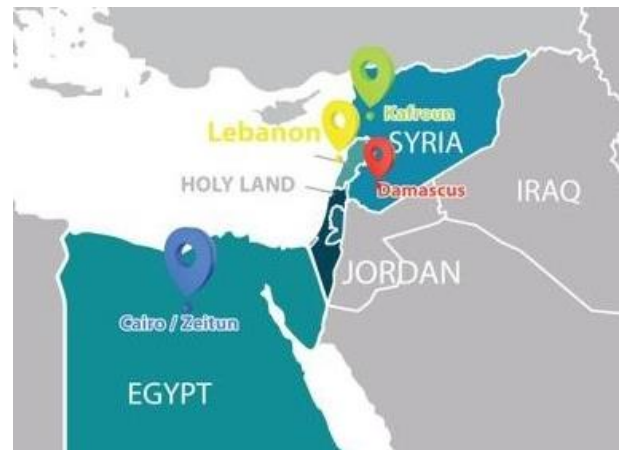 Kafroun
Lebanon
SYRIA
HOLY LAND
Damascus
IRAQ
JORDAN
Cairo / Zeitun
EGYPT